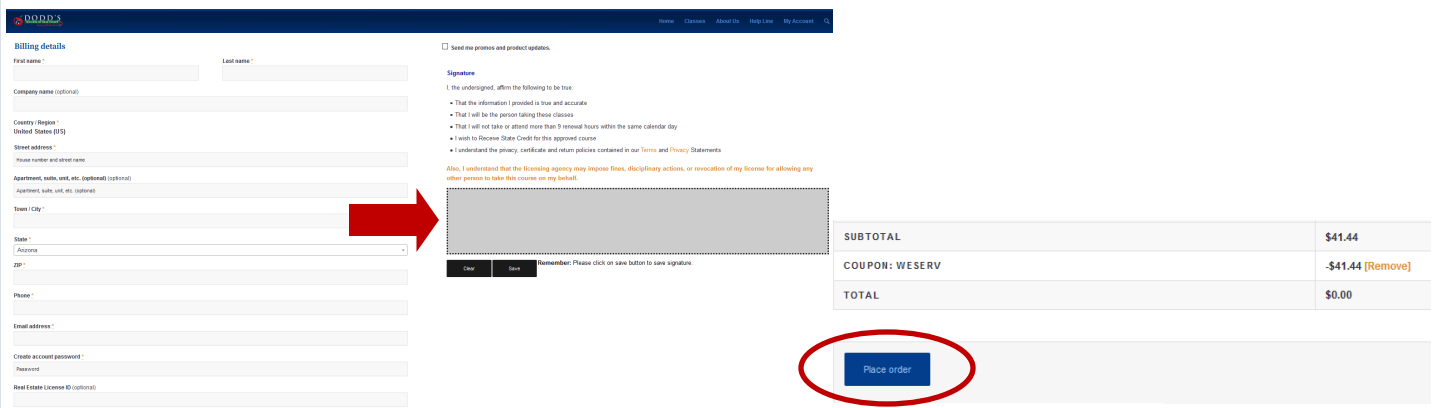 DODD'S
Home Classes About Us Help Line My Account
Billing details
First name *
Last name *
Company name (optional)
Country / Region *
United States (US)
Street address *
House number and street name
Apartment, suite, unit, etc. (optional) (optional)
Apartment, suite, unit, etc. (optional)
Town / City *
State *
Arizona
ZIP *
Phone *
Email address *
Create account password *
Password
Real Estate License ID (optional)
Send me promos and product updates.
Signature
I, the undersigned, affirm the following to be true:
• That the information I provided is true and accurate
• That I will be the person taking these classes
• That I will not take or attend more than 9 renewal hours within the same calendar day
• I wish to Receive State Credit for this approved course
• I understand the privacy, certificate and return policies contained in our Terms and Privacy Statements
Also, I understand that the licensing agency may impose fines, disciplinary actions, or revocation of my license for allowing any
other person to take this course on my behalf.
Clear Save Remember: Please click on save button to save signature.
SUBTOTAL $41.44
COUPON: WESERV -$41.44 [Remove]
TOTAL $0.00
Place order